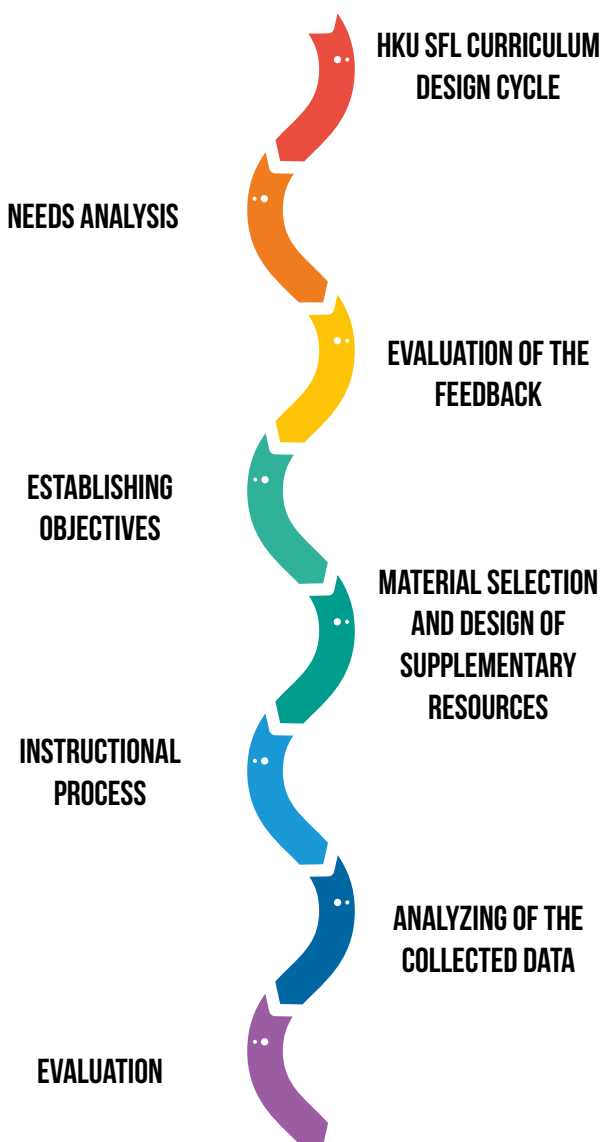 HKU SFL CURRICULUM
DESIGN CYCLE
NEEDS ANALYSIS
EVALUATION OF THE
FEEDBACK
ESTABLISHING
OBJECTIVES
MATERIAL SELECTION
AND DESIGN OF
SUPPLEMENTARY
RESOURCES
INSTRUCTIONAL
PROCESS
ANALYZING OF THE
COLLECTED DATA
EVALUATION